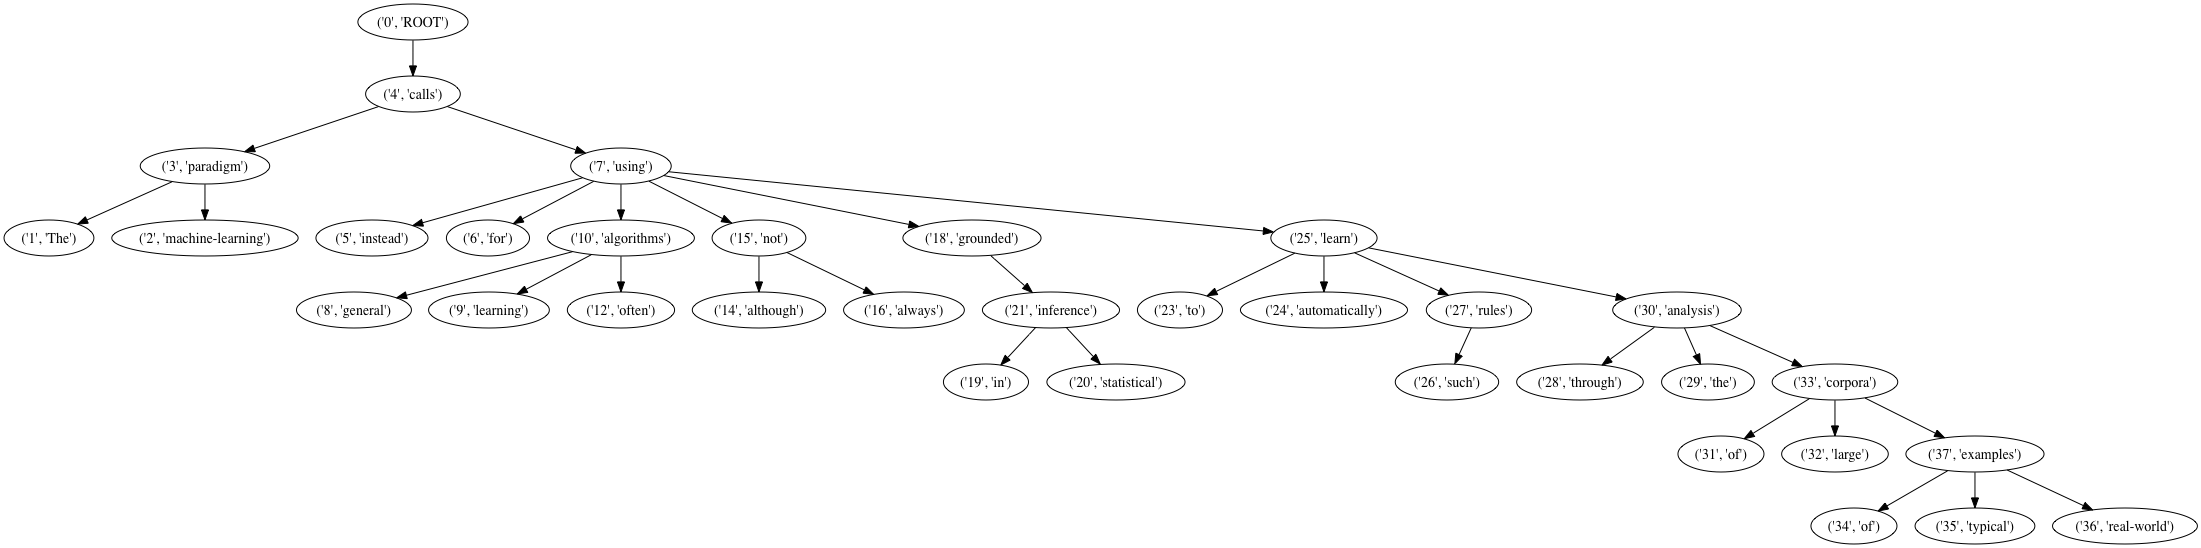 ('0', 'ROOT')
('4', 'calls')
('3', 'paradigm') ('7', 'using')
('1', 'The') ('2', 'machine-learning') ('5', 'instead') ('6', 'for') ('10', 'algorithms') ('15', 'not') ('18', 'grounded') ('25', 'learn')
('8', 'general') ('9', 'learning') ('12', 'often') ('14', 'although') ('16', 'always') ('21', 'inference') ('23', 'to') ('24', 'automatically') ('27', 'rules') ('30', 'analysis')
('19', 'in') ('20', 'statistical') ('26', 'such') ('28', 'through') ('29', 'the') ('33', 'corpora')
('31', 'of') ('32', 'large') ('37', 'examples')
('34', 'of') ('35', 'typical') ('36', 'real-world')